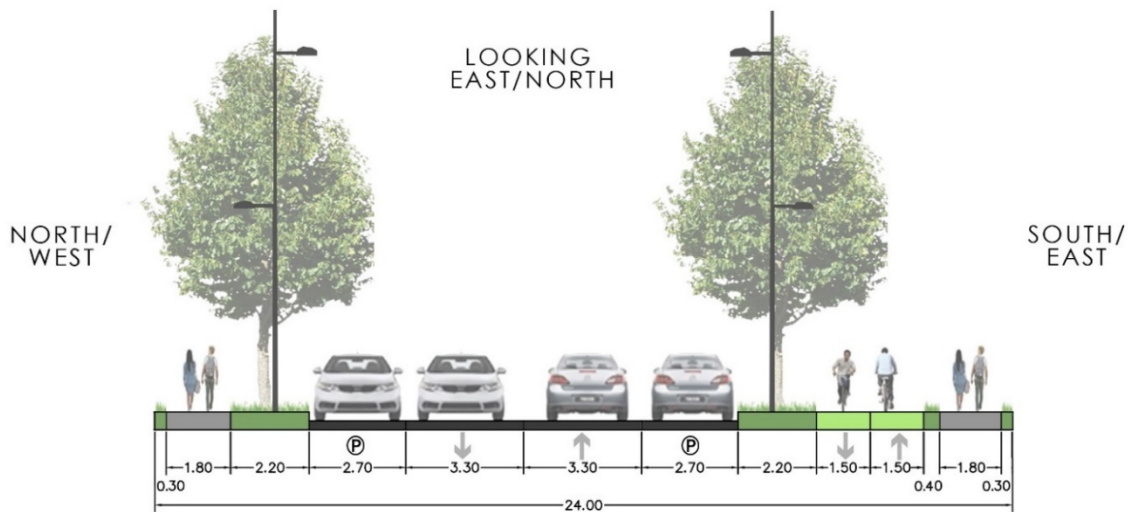 LOOKING
EAST/NORTH
NORTH/
WEST
SOUTH/
EAST
P P
1.80 2.20 2.70 3.30 3.30 2.70 2.20 1.50 1.50 1.80
0.30 0.40 0.30
24.00